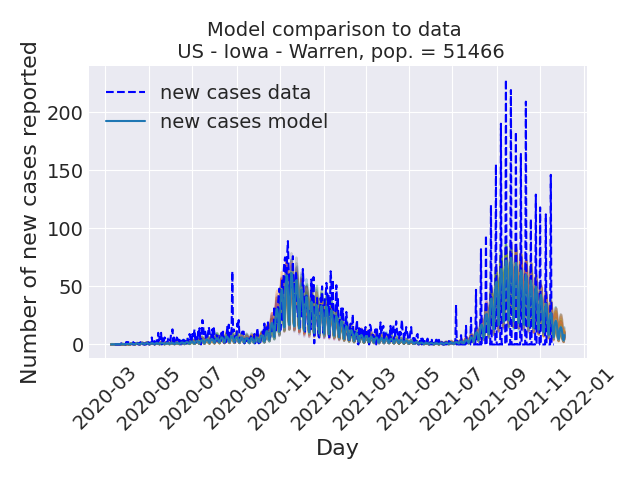 Model comparison to data
US - Iowa - Warren, pop. = 51466
new cases data
new cases model
Number of new cases reported
200
150
100
50
0
2020-03
2020-05
2020-07
2020-09
2020-11
2021-01
2021-03
2021-05
2021-07
2021-09
2021-11
2022-01
Day